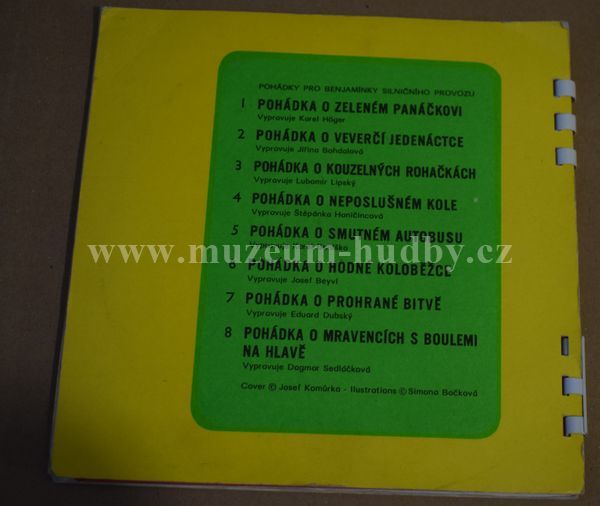 POHÁDKY PRO BENJAMÍNKY SILNIČNÍHO PROVOZU
1 POHÁDKA O ZELENÉM PANÁČKOVI
Vypravuje Karel Höger
2 POHÁDKA O VEVERČÍ JEDENÁCTCE
Vypravuje Jiřina Bohdalová
3 POHÁDKA O KOUZELNÝCH ROHAČKÁCH
Vypravuje Lubomír Lipský
4 POHÁDKA O NEPOSLUŠNÉM KOLE
Vypravuje Štěpánka Haničincová
5 POHÁDKA O SMUTNÉM AUTOBUSU
www.muzeum-hudby.cz
6 POHÁDKA O HODNÉ KOLOBĚŽCE
Vypravuje Josef Beyvl
7 POHÁDKA O PROHRANÉ BITVĚ
Vypravuje Eduard Dubský
8 POHÁDKA O MRAVENCÍCH S BOULEMI
NA HLAVĚ
Vypravuje Dagmar Sedláčková
Cover © Josef Komůrka - Ilustrations © Simona Bočková